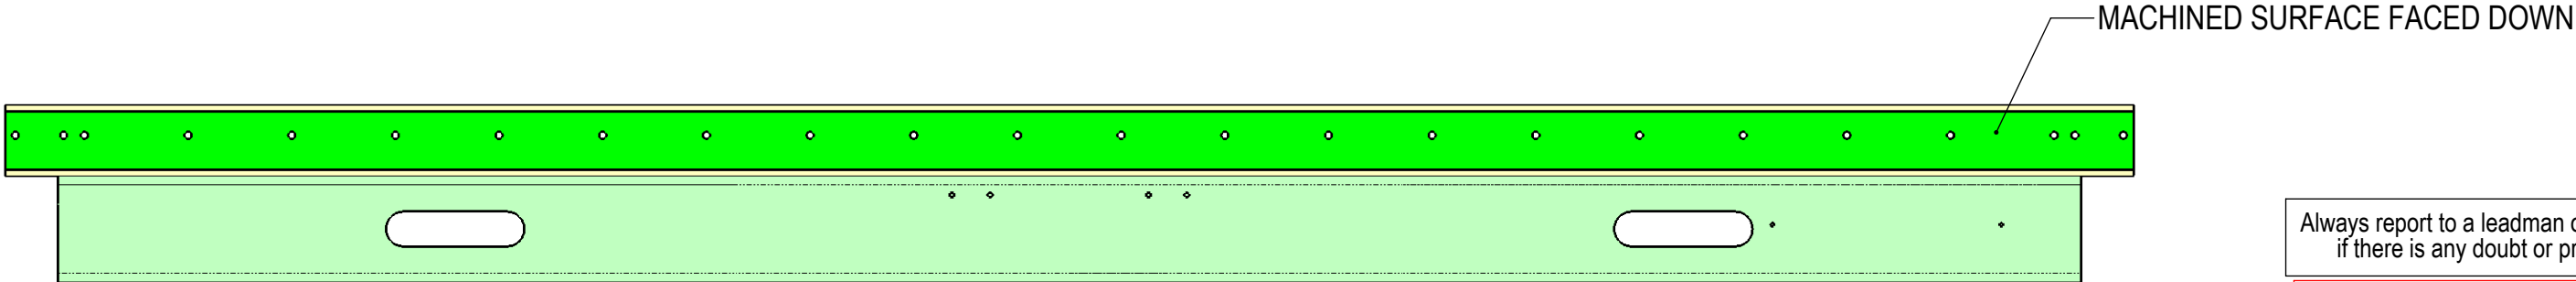 MACHINED SURFACE FACED DOWN
Always report to a leadman
if there is any doubt or